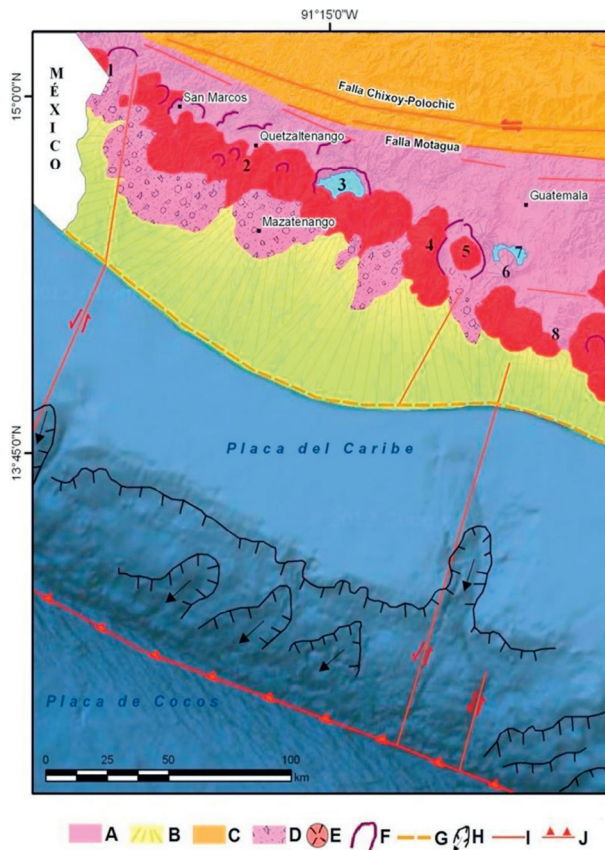 91°15'0"W
MÉXICO
15°0'0"N
1
San Marcos
Falla Chixoy-Polochic
Quetzaltenango
Falla Motagua
2
3
Guatemala
Mazatenango
4
5
7
6
8
13°45'0"N
Placa del Caribe
Placa de Cocos
0 25 50 100
km
A B C D E F G H I J